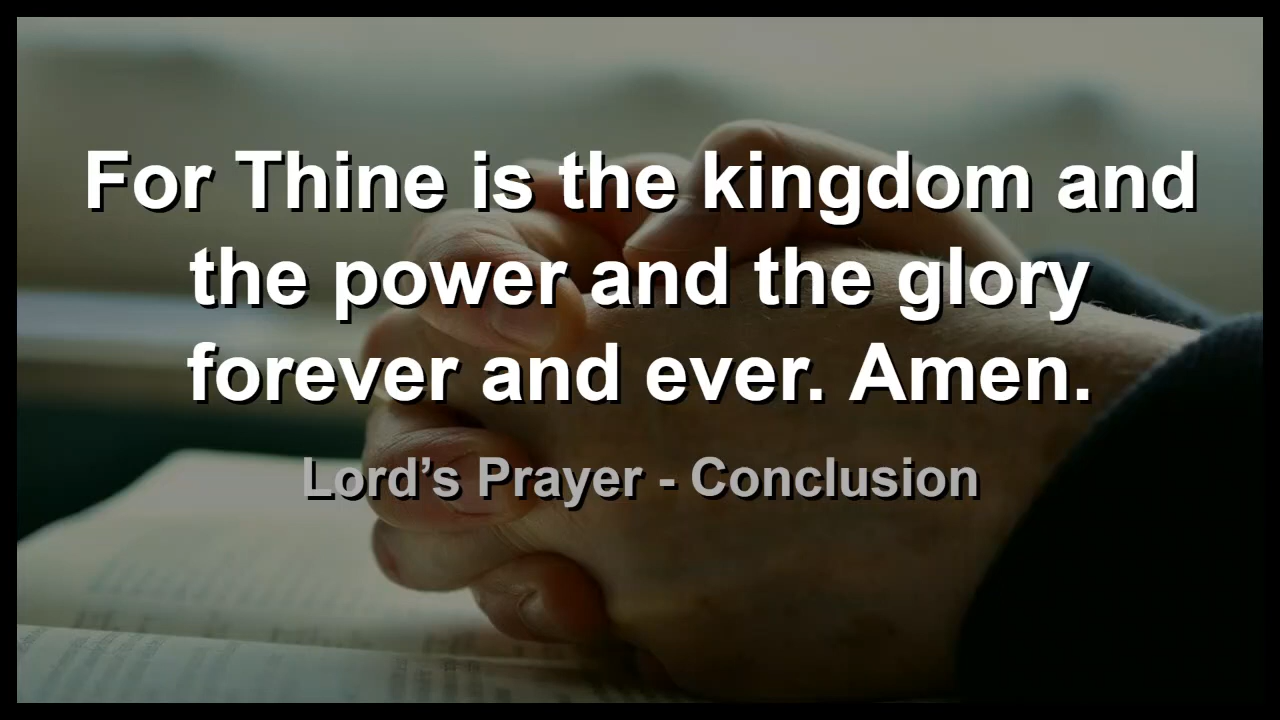 For Thine is the kingdom and
the power and the glory
forever and ever. Amen.
Lord’s Prayer - Conclusion